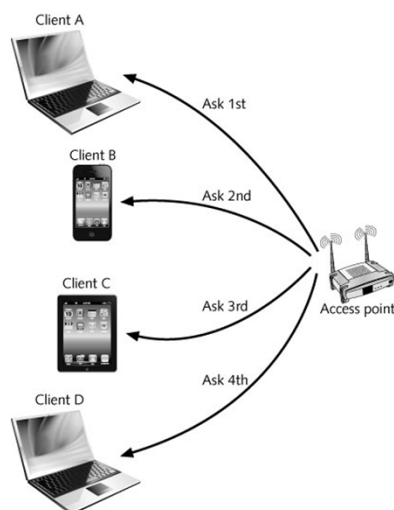 Client A
Ask 1st
Client B
Ask 2nd
Client C
Ask 3rd
Access point
Client D
Ask 4th